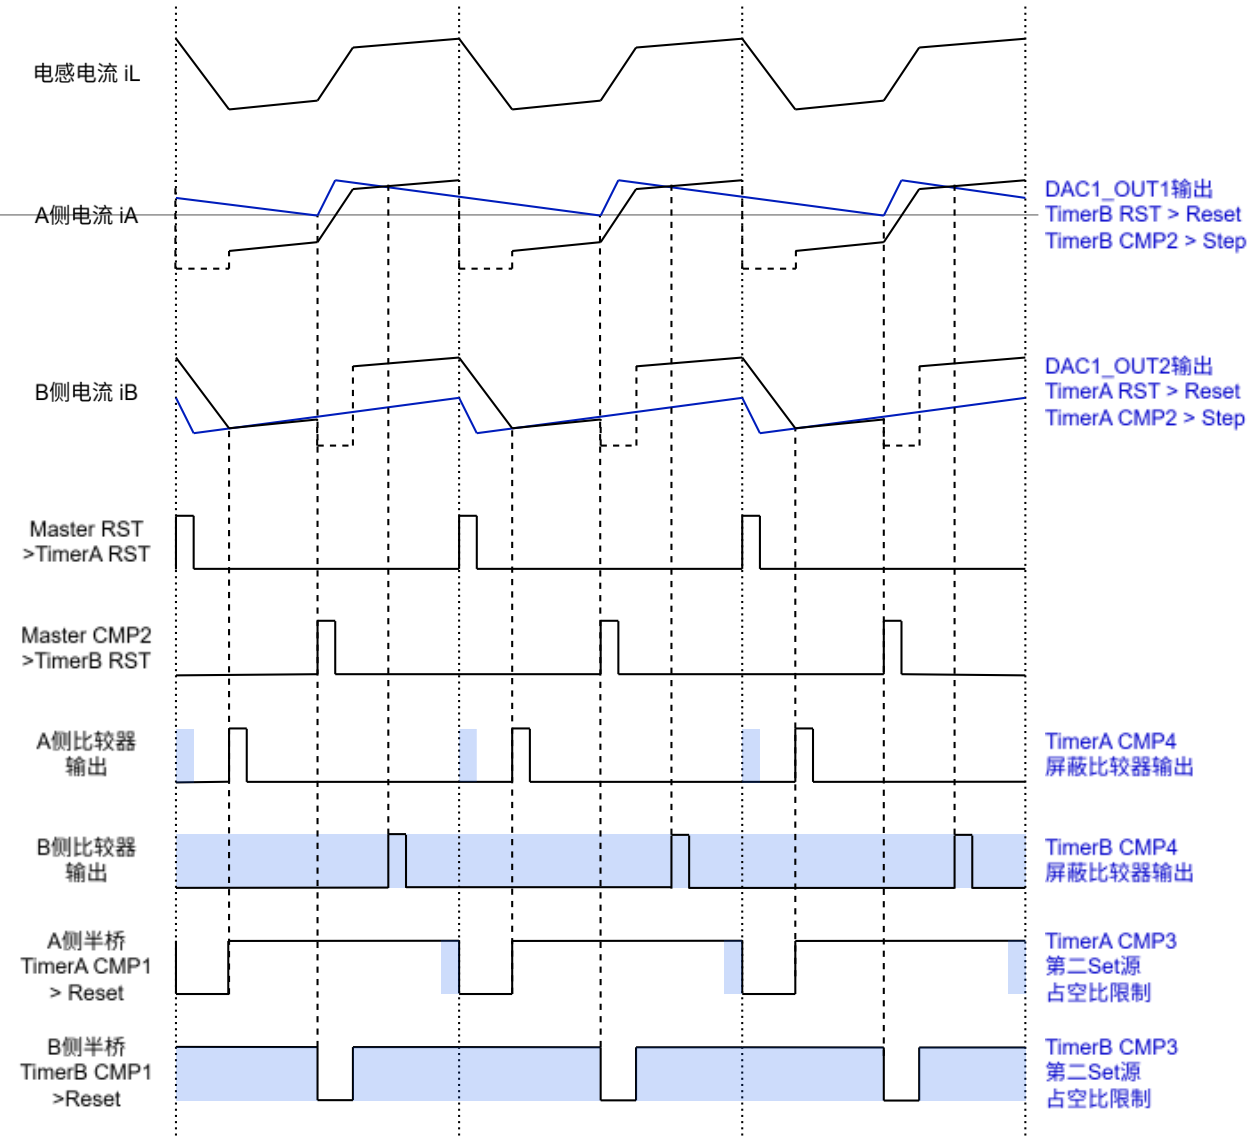 电感电流 iL
A侧电流 iA
DAC1_OUT1输出
TimerB RST > Reset
TimerB CMP2 > Step
B侧电流 iB
DAC1_OUT2输出
TimerA RST > Reset
TimerA CMP2 > Step
Master RST
>TimerA RST
Master CMP2
>TimerB RST
A侧比较器
输出
TimerA CMP4
屏蔽比较器输出
B侧比较器
输出
TimerB CMP4
屏蔽比较器输出
A侧半桥
TimerA CMP1
> Reset
TimerA CMP3
第二Set源
占空比限制
B侧半桥
TimerB CMP1
>Reset
TimerB CMP3
第二Set源
占空比限制